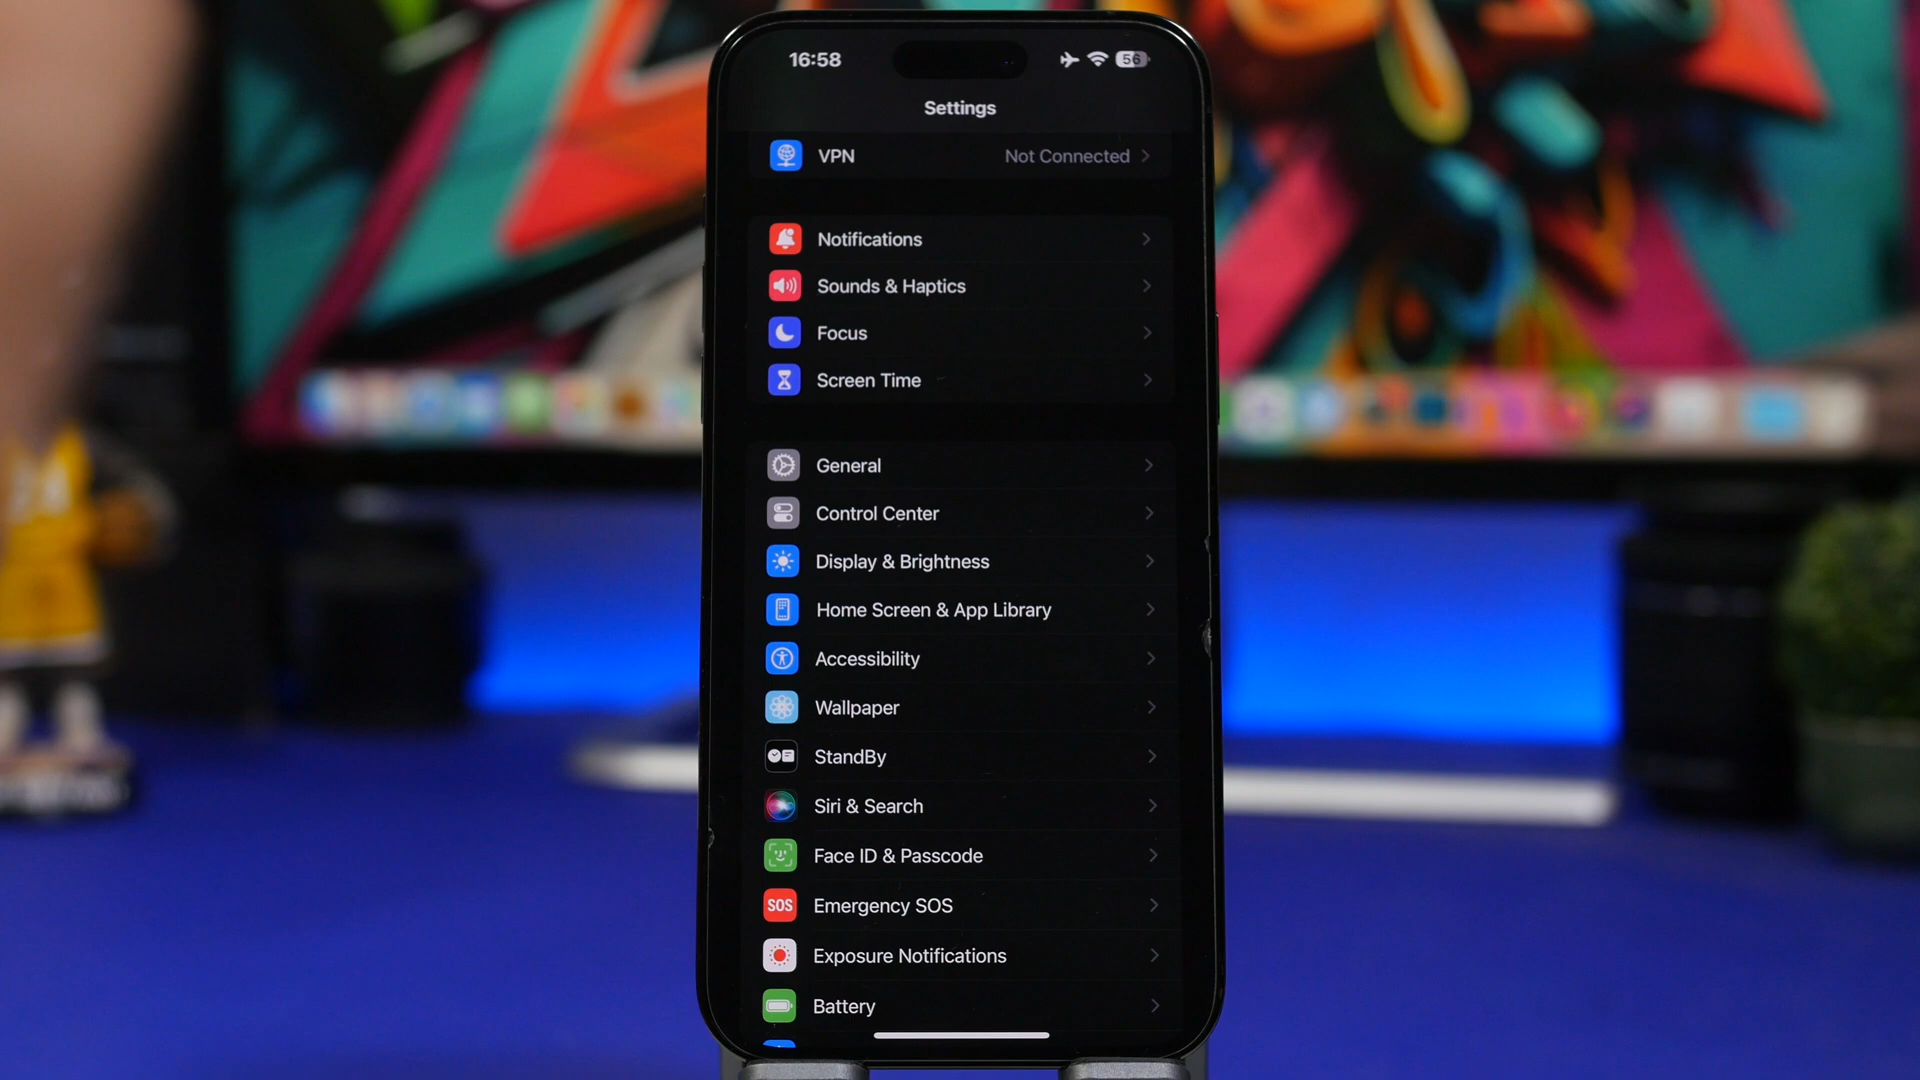 16:58 56
Settings
VPN Not Connected
Notifications
Sounds & Haptics
Focus
Screen Time
General
Control Center
Display & Brightness
Home Screen & App Library
Accessibility
Wallpaper
StandBy
Siri & Search
Face ID & Passcode
SOS Emergency SOS
Exposure Notifications
Battery